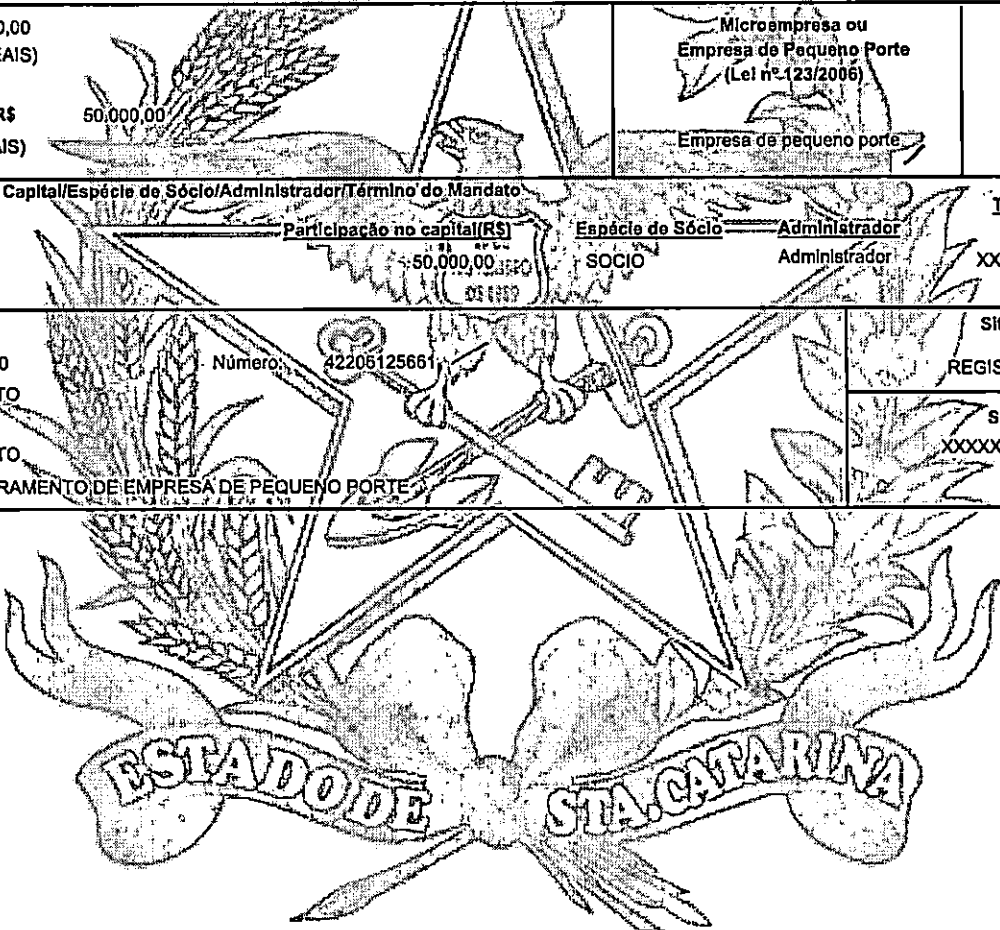 0,00
EAIS)
Microempresa ou
Empresa de Pequeno Porte
(Lei nº 123/2006)
R$ 50.000,00
AIS)
Empresa de pequeno porte
Capital/Espécie de Sócio/Administrador/Término do Mandato
Participação no capital(R$) Espécie de Sócio Administrador
50.000,00 SOCIO Administrador XX
Número: 42206125661
0
TO
TO
RAMENTO DE EMPRESA DE PEQUENO PORTE
Sit
REGIS
S
XXXXX
ESTADO DE STA.CATARINA